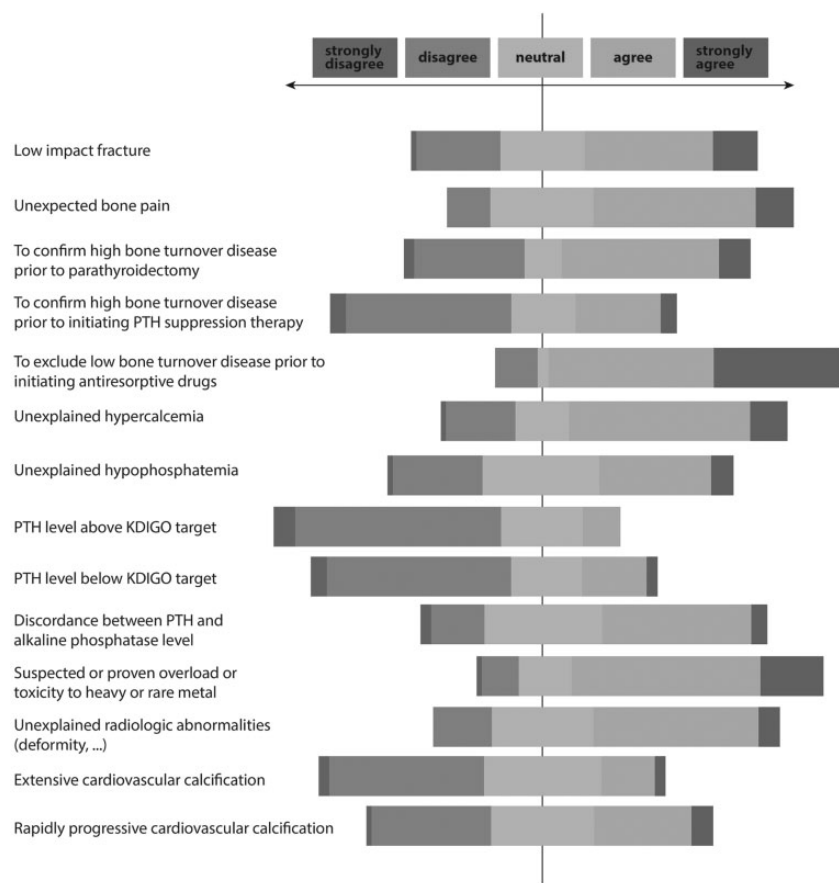 strongly
disagree
disagree
neutral
agree
strongly
agree
Low impact fracture
Unexpected bone pain
To confirm high bone turnover disease
prior to parathyroidectomy
To confirm high bone turnover disease
prior to initiating PTH suppression therapy
To exclude low bone turnover disease prior to
initiating antiresorptive drugs
Unexplained hypercalcemia
Unexplained hypophosphatemia
PTH level above KDIGO target
PTH level below KDIGO target
Discordance between PTH and
alkaline phosphatase level
Suspected or proven overload or
toxicity to heavy or rare metal
Unexplained radiologic abnormalities
(deformity, ...)
Extensive cardiovascular calcification
Rapidly progressive cardiovascular calcification